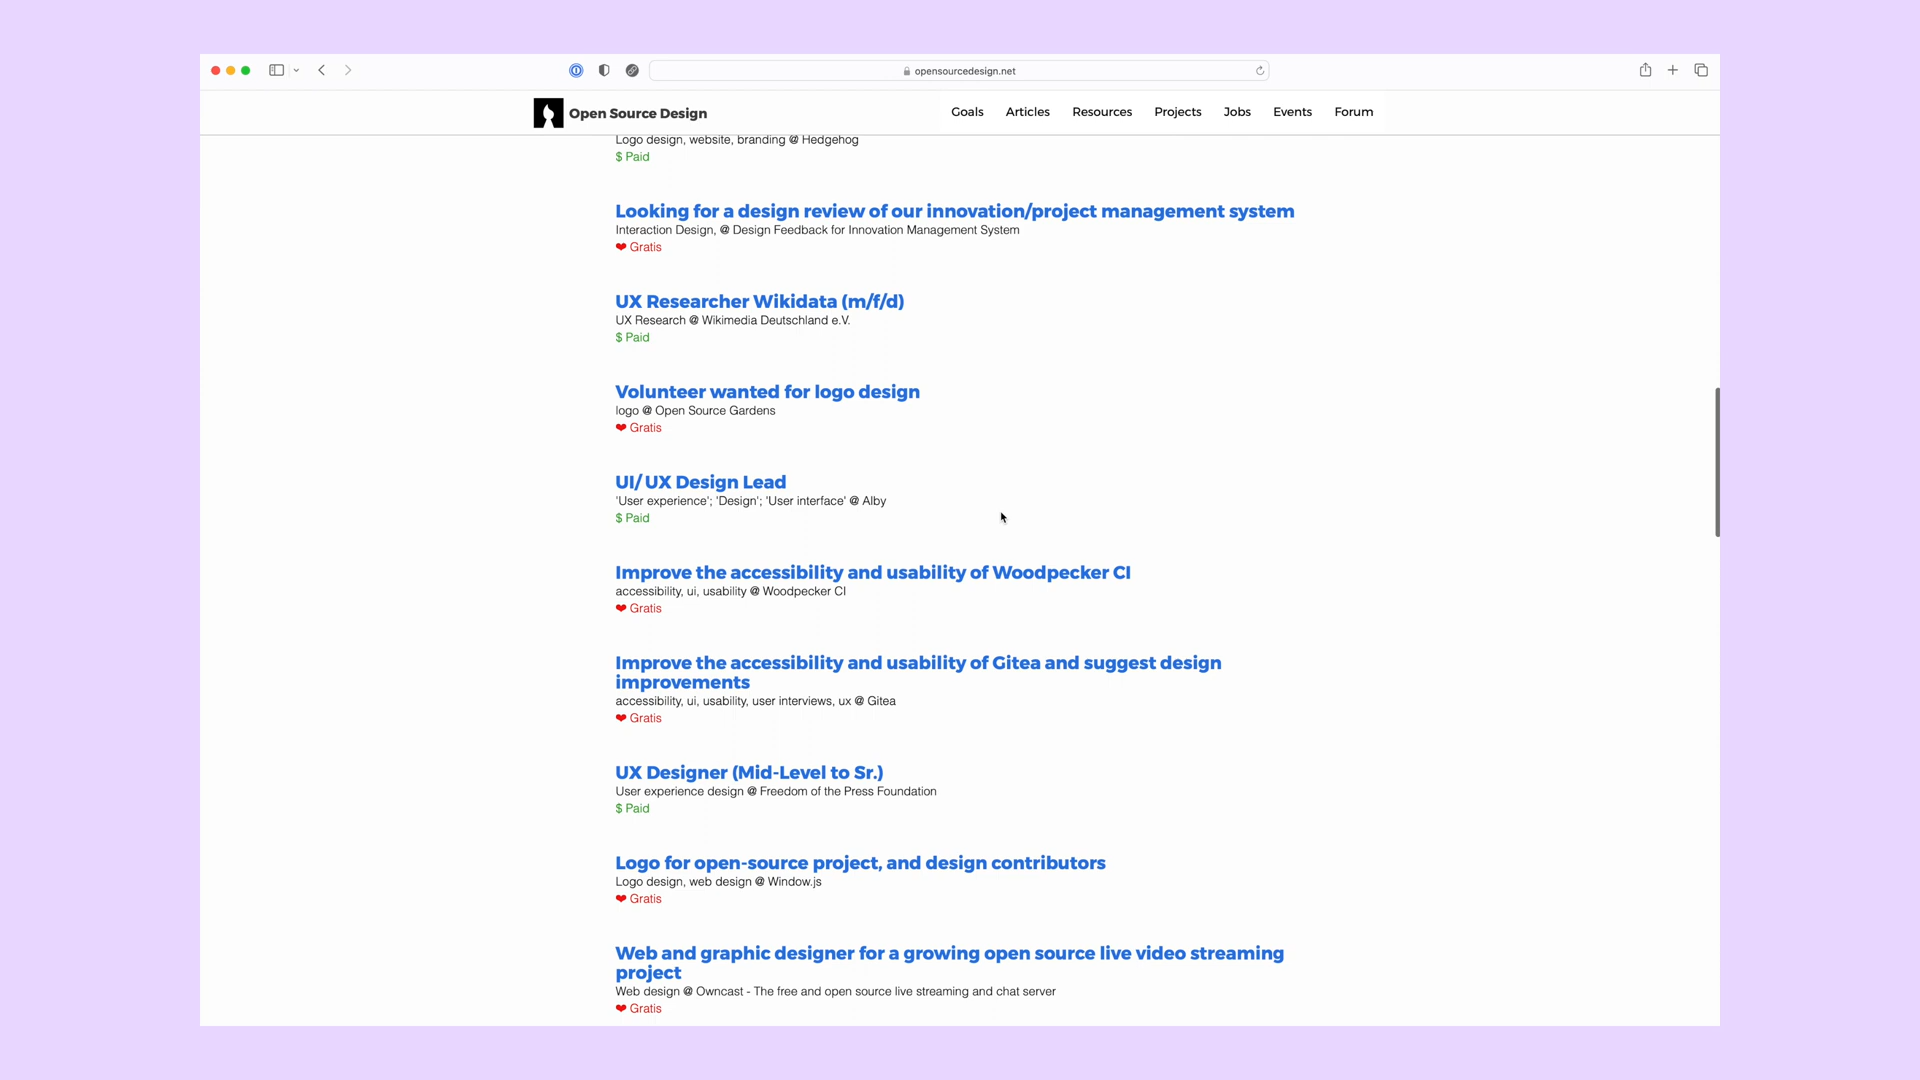 opensourcedesign.net
Open Source Design
Goals Articles Resources Projects Jobs Events Forum
Logo design, website, branding @ Hedgehog
$ Paid
Looking for a design review of our innovation/project management system
Interaction Design, @ Design Feedback for Innovation Management System
❤ Gratis
UX Researcher Wikidata (m/f/d)
UX Research @ Wikimedia Deutschland e.V.
$ Paid
Volunteer wanted for logo design
logo @ Open Source Gardens
❤ Gratis
UI/ UX Design Lead
'User experience'; 'Design'; 'User interface' @ Alby
$ Paid
Improve the accessibility and usability of Woodpecker CI
accessibility, ui, usability @ Woodpecker CI
❤ Gratis
Improve the accessibility and usability of Gitea and suggest design
improvements
accessibility, ui, usability, user interviews, ux @ Gitea
❤ Gratis
UX Designer (Mid-Level to Sr.)
User experience design @ Freedom of the Press Foundation
$ Paid
Logo for open-source project, and design contributors
Logo design, web design @ Window.js
❤ Gratis
Web and graphic designer for a growing open source live video streaming
project
Web design @ Owncast - The free and open source live streaming and chat server
❤ Gratis